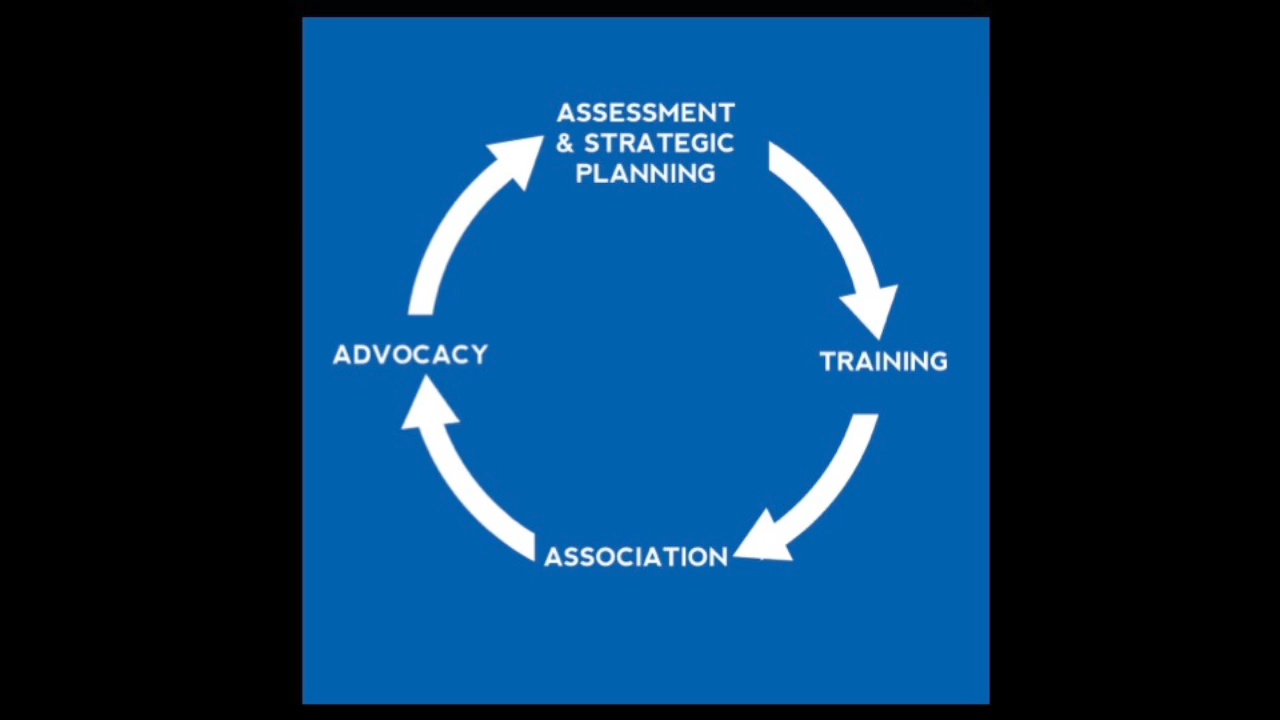 ASSESSMENT
& STRATEGIC
PLANNING
ADVOCACY
TRAINING
ASSOCIATION